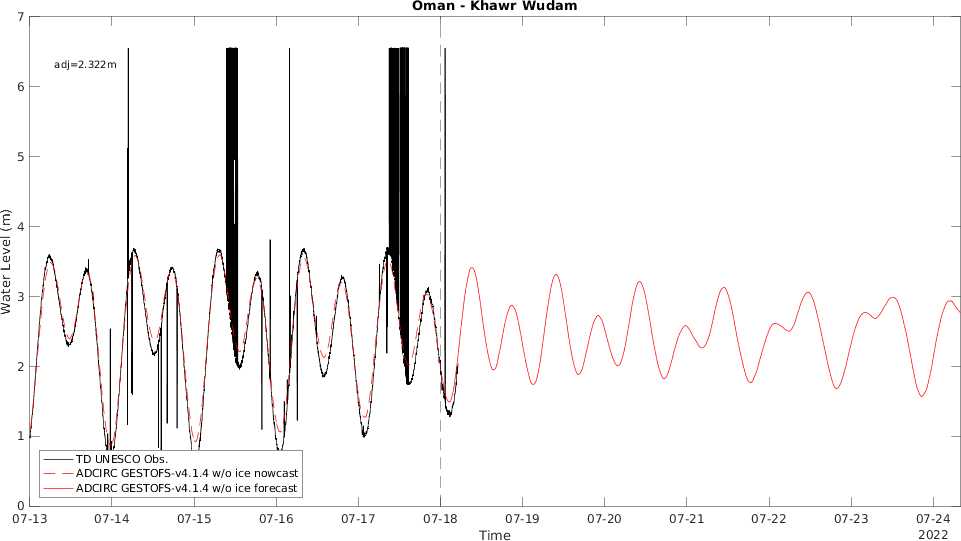 Oman - Khawr Wudam
7
6
5
4
3
2
1
0
adj=2.322m
Water Level (m)
TD UNESCO Obs.
ADCIRC GESTOFS-v4.1.4 w/o ice nowcast
ADCIRC GESTOFS-v4.1.4 w/o ice forecast
07-13 07-14 07-15 07-16 07-17 07-18 07-19 07-20 07-21 07-22 07-23 07-24
Time
2022